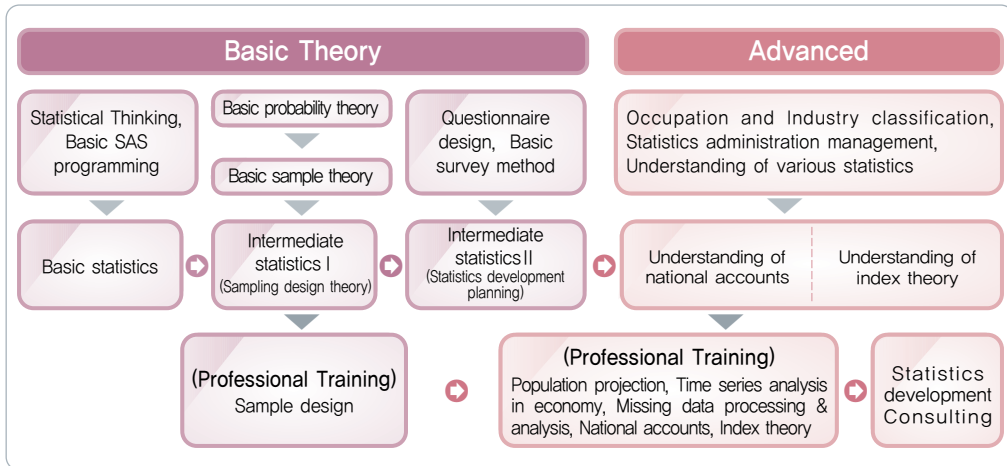 Basic Theory
Advanced
Statistical Thinking,
Basic SAS
programming
Basic probability theory
Basic sample theory
Questionnaire
design, Basic
survey method
Occupation and Industry classification,
Statistics administration management,
Understanding of various statistics
Basic statistics
Intermediate
statistics Ⅰ
(Sampling design theory)
Intermediate
statistics Ⅱ
(Statistics development
planning)
Understanding of
national accounts
Understanding of
index theory
(Professional Training)
Sample design
(Professional Training)
Population projection, Time series analysis
in economy, Missing data processing &
analysis, National accounts, Index theory
Statistics
development
Consulting